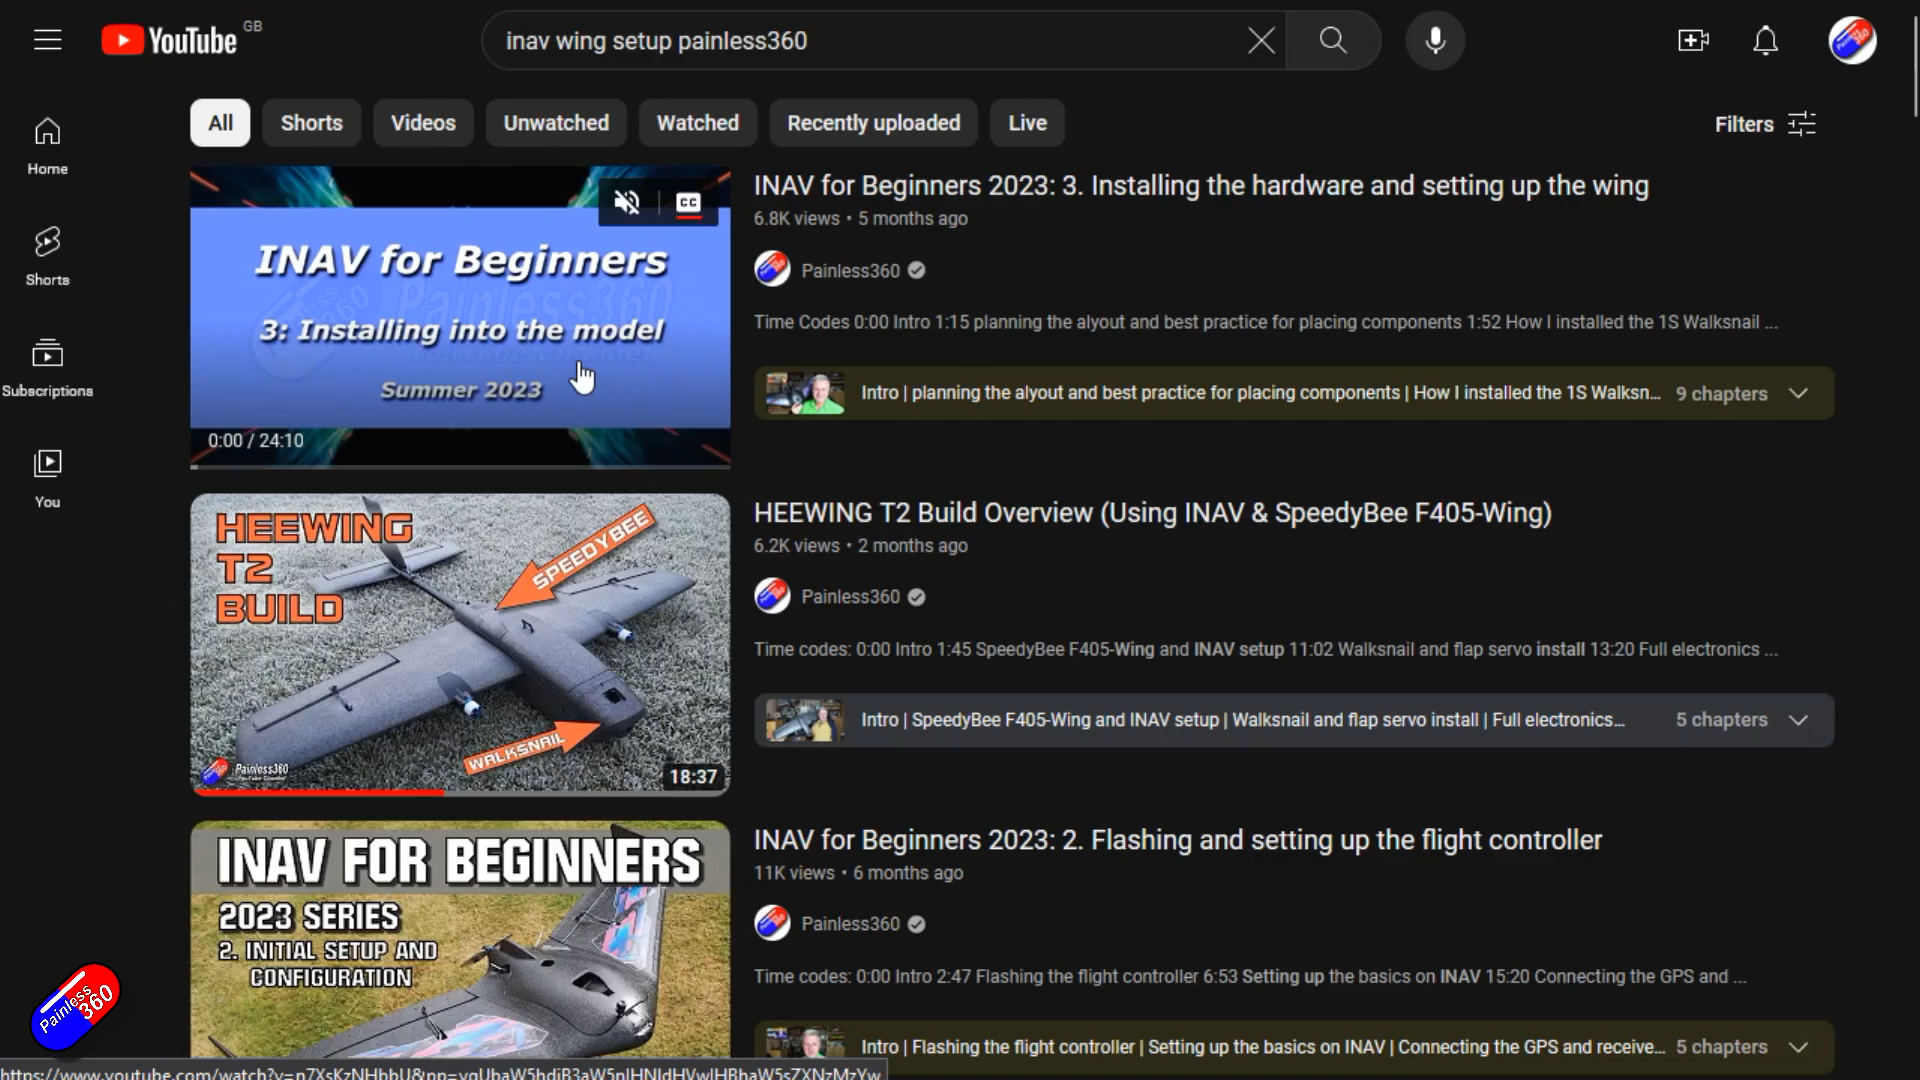 YouTube GB
inav wing setup painless360
All
Shorts
Videos
Unwatched
Watched
Recently uploaded
Live
Filters
Home
Shorts
Subscriptions
You
CC
INAV for Beginners
3: Installing into the model
Summer 2023
0:00 / 24:10
INAV for Beginners 2023: 3. Installing the hardware and setting up the wing
6.8K views • 5 months ago
Painless360
Time Codes 0:00 Intro 1:15 planning the alyout and best practice for placing components 1:52 How I installed the 1S Walksnail ...
Intro | planning the alyout and best practice for placing components | How I installed the 1S Walksn...
9 chapters
HEEWING
T2
BUILD
SPEEDYBEE
WALKSNAIL
Painless360
18:37
HEEWING T2 Build Overview (Using INAV & SpeedyBee F405-Wing)
6.2K views • 2 months ago
Painless360
Time codes: 0:00 Intro 1:45 SpeedyBee F405-Wing and INAV setup 11:02 Walksnail and flap servo install 13:20 Full electronics ...
Intro | SpeedyBee F405-Wing and INAV setup | Walksnail and flap servo install | Full electronics...
5 chapters
INAV FOR BEGINNERS
2023 SERIES
2. INITIAL SETUP AND
CONFIGURATION
INAV for Beginners 2023: 2. Flashing and setting up the flight controller
11K views • 6 months ago
Painless360
Time codes: 0:00 Intro 2:47 Flashing the flight controller 6:53 Setting up the basics on INAV 15:20 Connecting the GPS and ...
Intro | Flashing the flight controller | Setting up the basics on INAV | Connecting the GPS and receive...
5 chapters
Painless
360